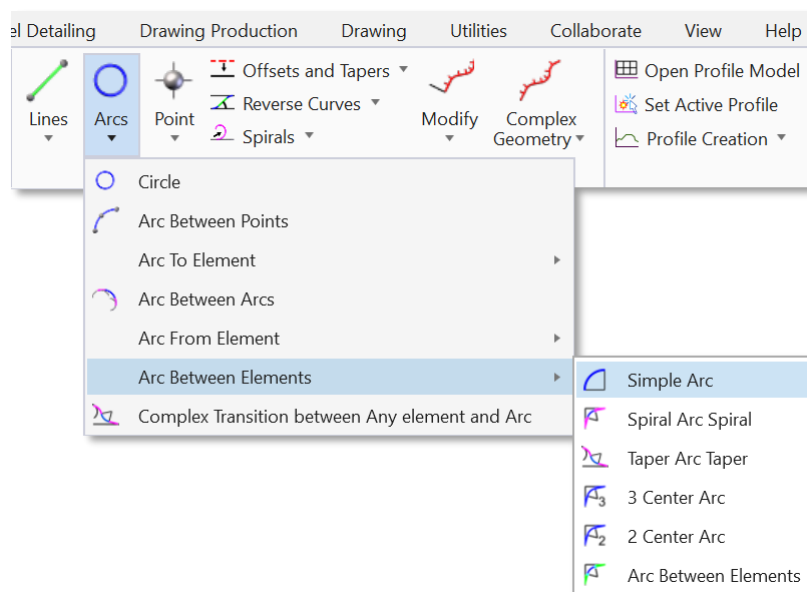 el Detailing Drawing Production Drawing Utilities Collaborate View Help
Lines
Arcs
Point
Offsets and Tapers
Reverse Curves
Spirals
Modify
Complex
Geometry
Open Profile Model
Set Active Profile
Profile Creation
Circle
Arc Between Points
Arc To Element
Arc Between Arcs
Arc From Element
Arc Between Elements
Complex Transition between Any element and Arc
Simple Arc
Spiral Arc Spiral
Taper Arc Taper
3 Center Arc
2 Center Arc
Arc Between Elements